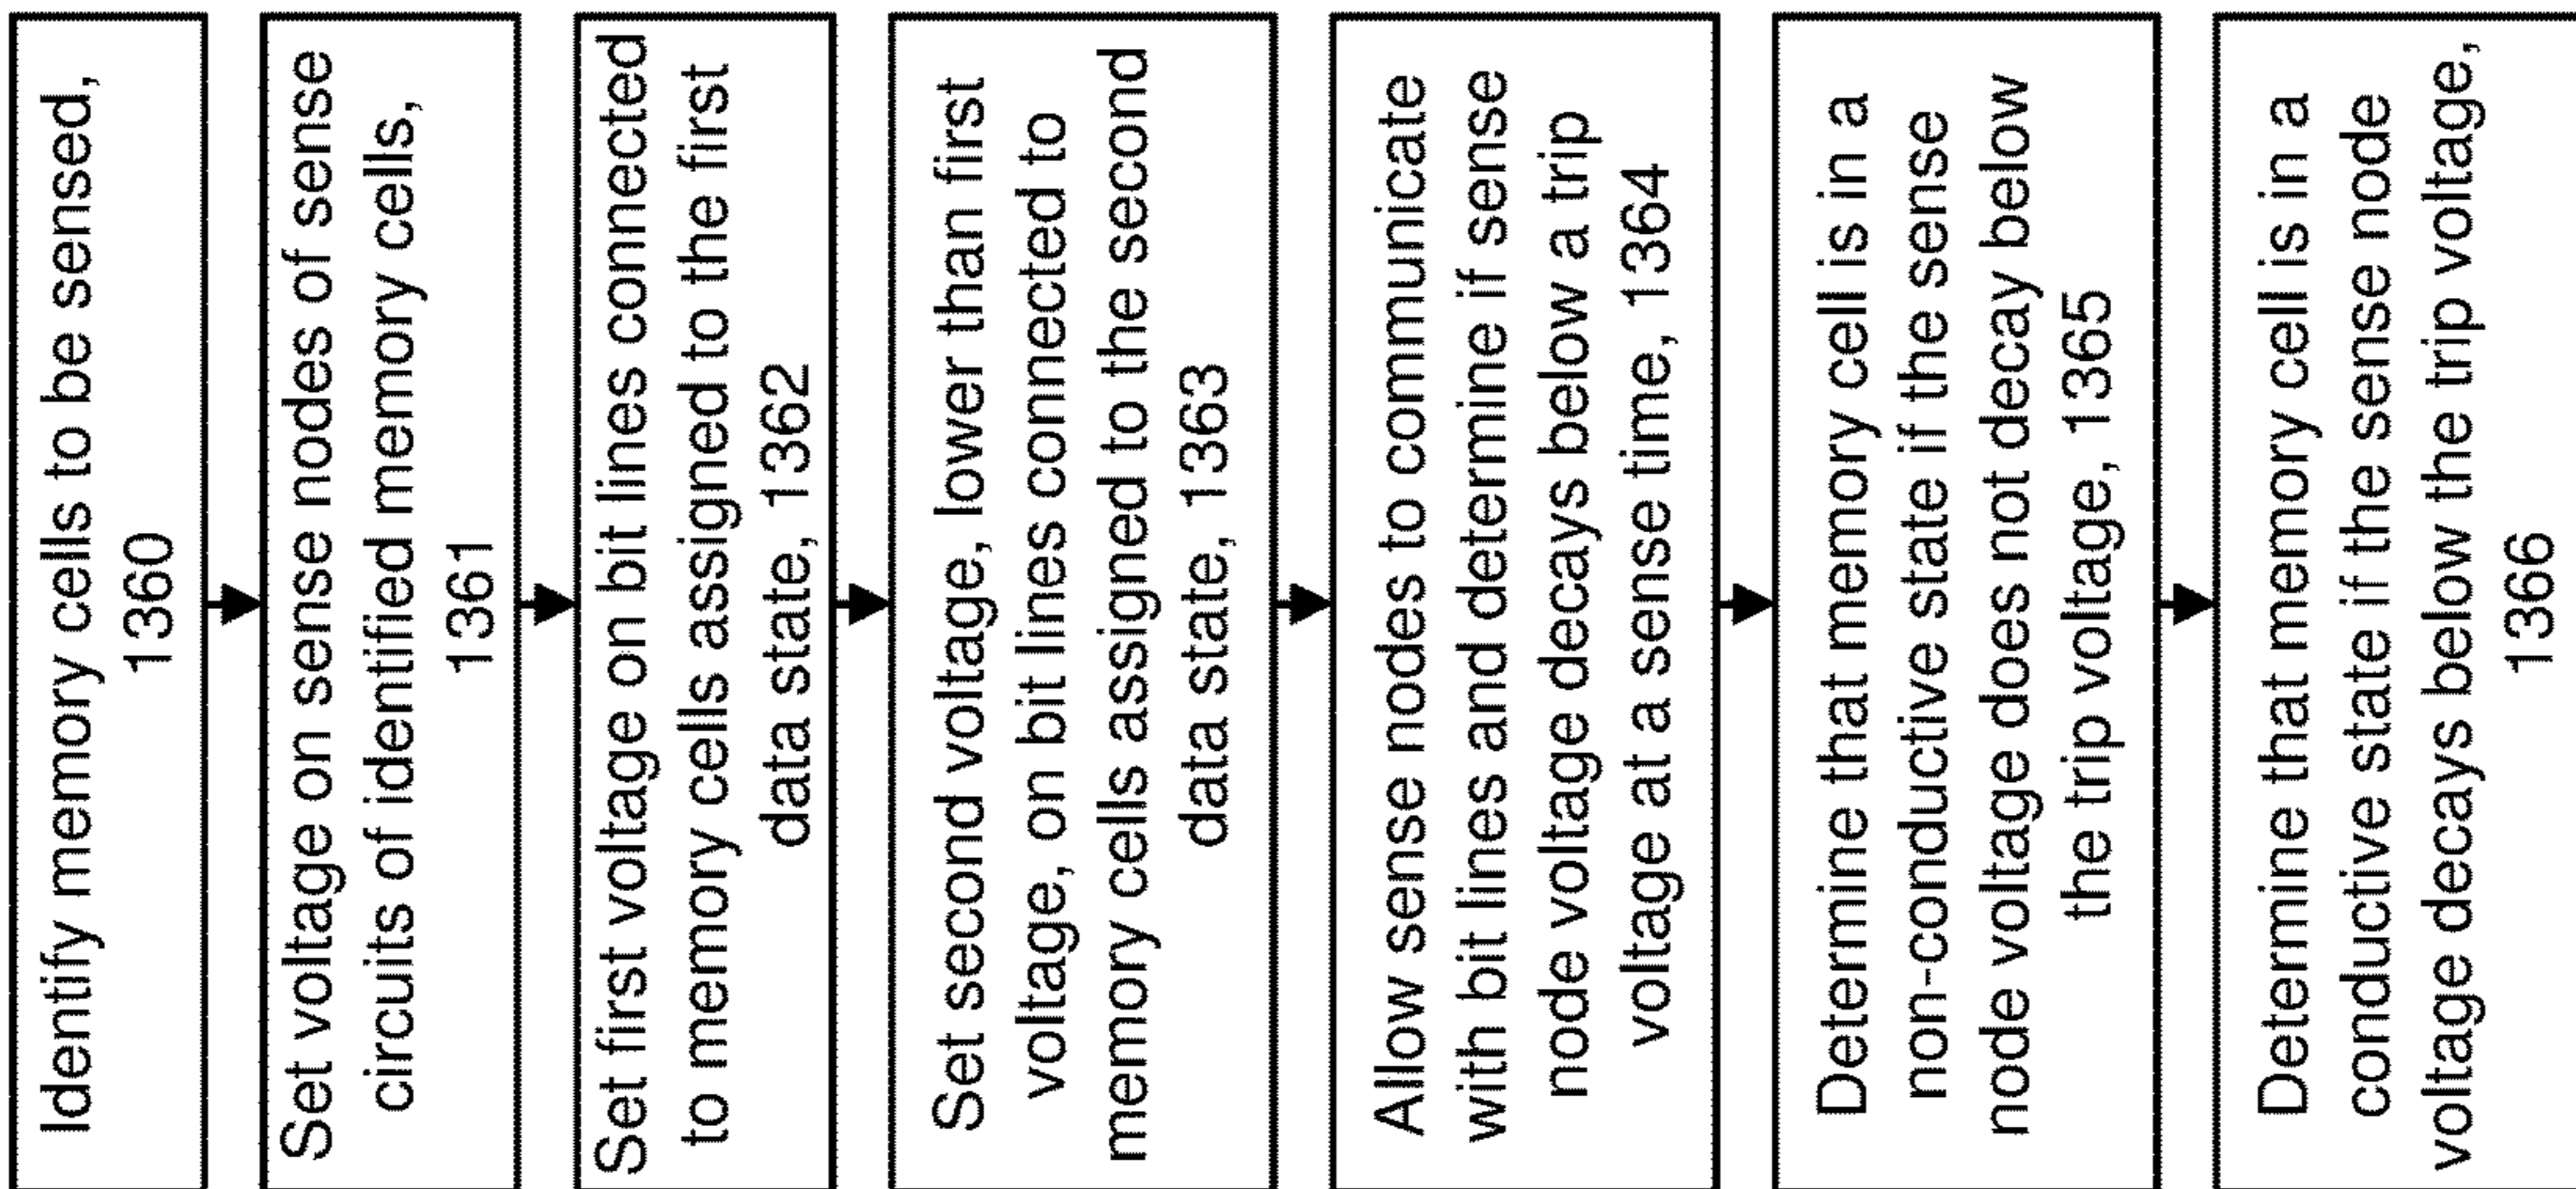 Identify memory cells to be sensed,
1360
Set voltage on sense nodes of sense
circuits of identified memory cells,
1361
Set first voltage on bit lines connected
to memory cells assigned to the first
data state, 1362
Set second voltage, lower than first
voltage, on bit lines connected to
memory cells assigned to the second
data state, 1363
Allow sense nodes to communicate
with bit lines and determine if sense
node voltage decays below a trip
voltage at a sense time, 1364
Determine that memory cell is in a
non-conductive state if the sense
node voltage does not decay below
the trip voltage, 1365
Determine that memory cell is in a
conductive state if the sense node
voltage decays below the trip voltage,
1366